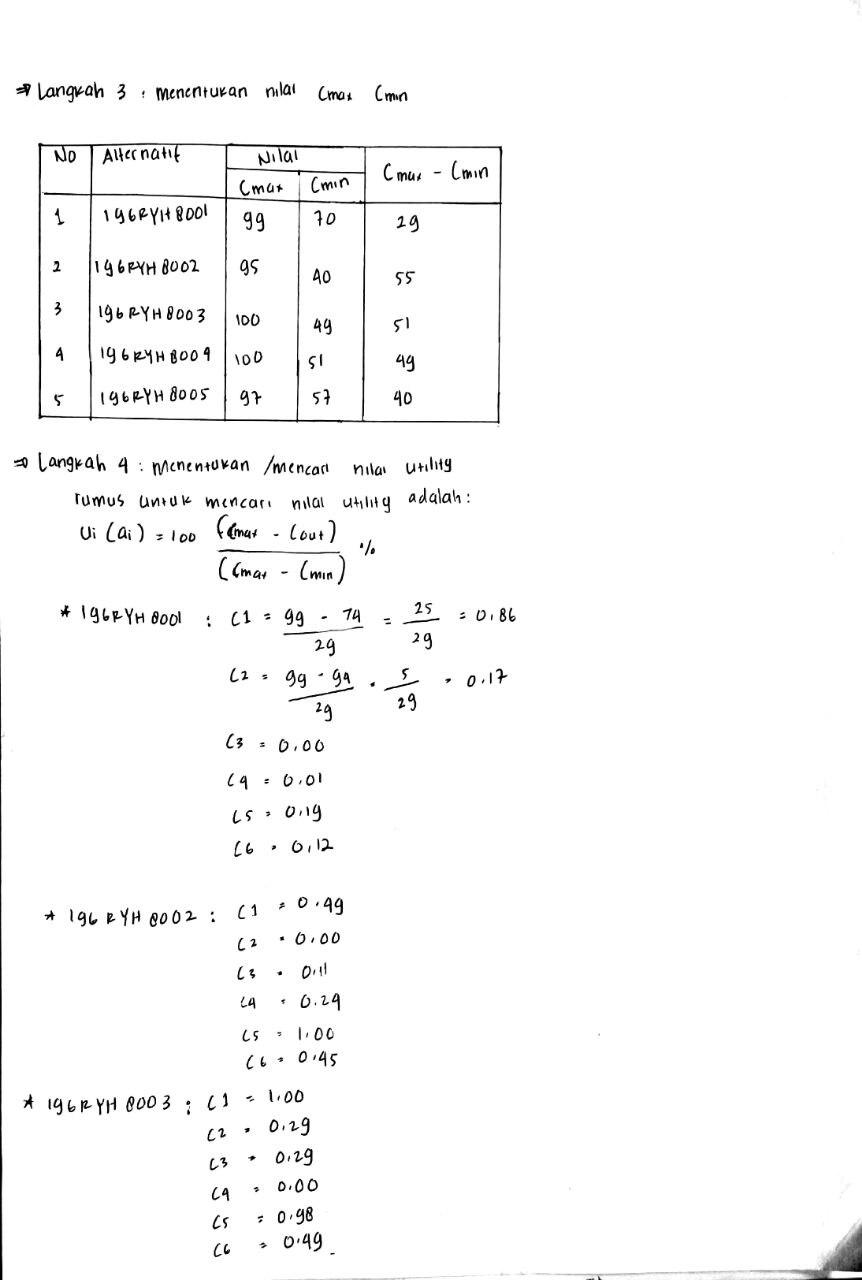 ⇒ Langkah 3 : menentukan nilai Cmax Cmin
No Alternatif Nilai Cmax - Cmin
Cmax Cmin
1 196RYH8001 99 70 29
2 196RYH8002 95 40 55
3 196RYH8003 100 49 51
4 196RYH8004 100 51 49
5 196RYH8005 97 57 40
⇒ Langkah 4 : Menentukan /mencari nilai utility
rumus untuk mencari nilai utility adalah :
Ui (ai) = 100 (Cmax - Cout) / (Cmax - Cmin) %
* 196RYH8001 : C1 = 99 - 74 / 29 = 25 / 29 = 0,86
C2 = 99 - 94 / 29 = 5 / 29 = 0.17
C3 = 0,00
C4 = 0,01
C5 = 0,19
C6 = 0,12
* 196RYH8002 : C1 = 0.49
C2 = 0,00
C3 = 0,11
C4 = 0.24
C5 = 1,00
C6 = 0,45
* 196RYH8003 : C1 = 1,00
C2 = 0,29
C3 = 0,29
C4 = 0,00
C5 = 0,98
C6 = 0,49